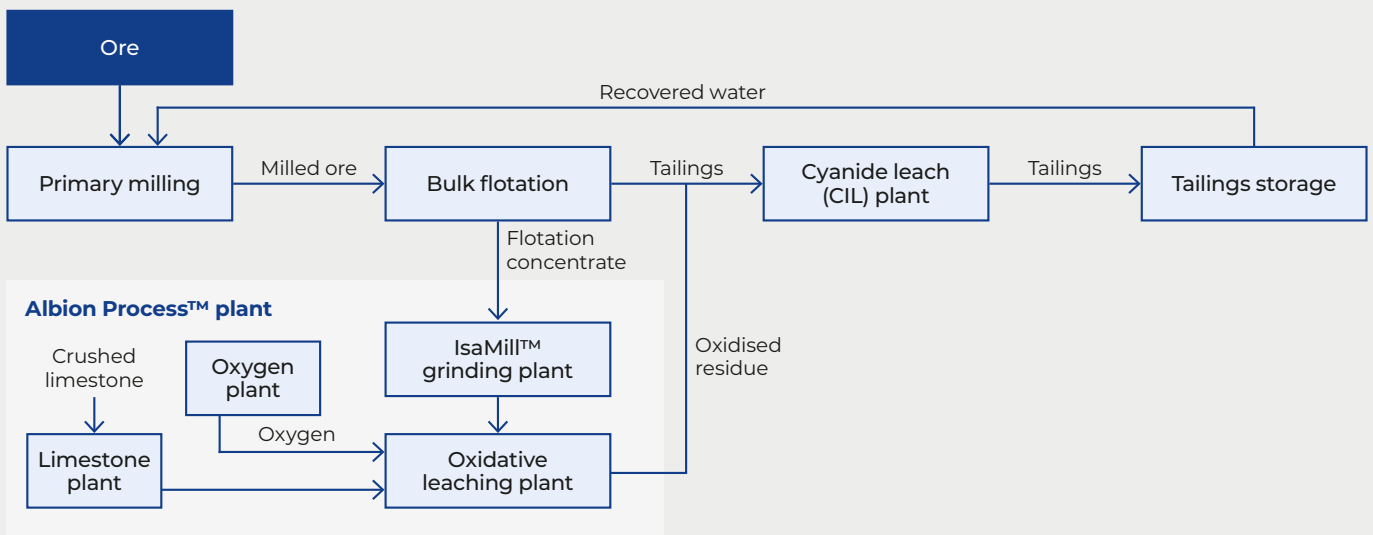 Ore
Recovered water
Primary milling
Milled ore
Bulk flotation
Tailings
Cyanide leach
(CIL) plant
Tailings
Tailings storage
Flotation
concentrate
Albion Process™ plant
Crushed
limestone
Oxygen
plant
IsaMill™
grinding plant
Oxidised
residue
Oxygen
Limestone
plant
Oxidative
leaching plant